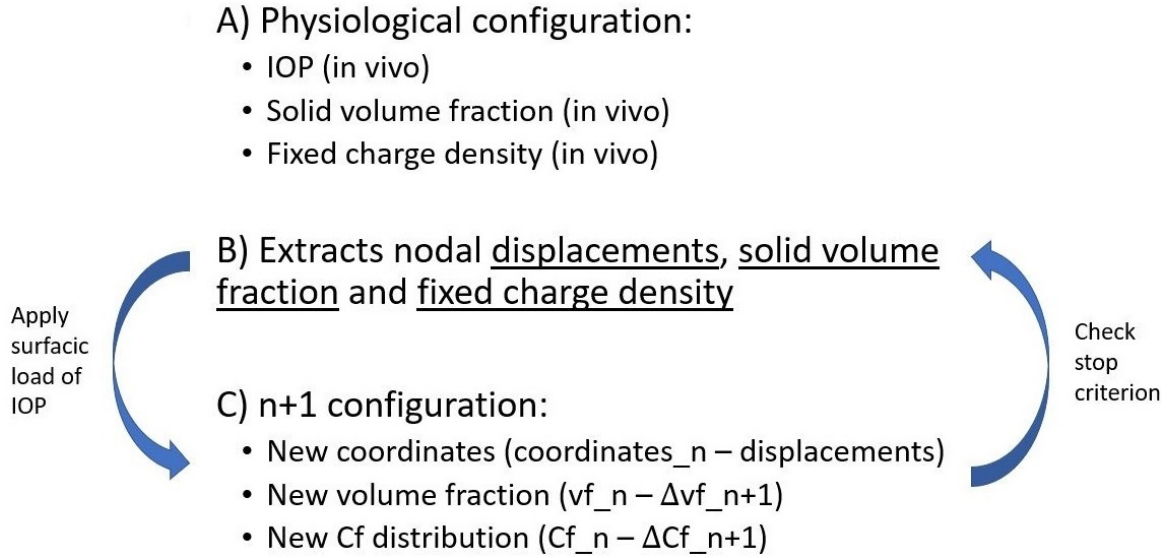 A) Physiological configuration:
• IOP (in vivo)
• Solid volume fraction (in vivo)
• Fixed charge density (in vivo)
B) Extracts nodal displacements, solid volume
fraction and fixed charge density
Apply
surfacic
load of
IOP
Check
stop
criterion
C) n+1 configuration:
• New coordinates (coordinates_n – displacements)
• New volume fraction (vf_n – Δvf_n+1)
• New Cf distribution (Cf_n – ΔCf_n+1)